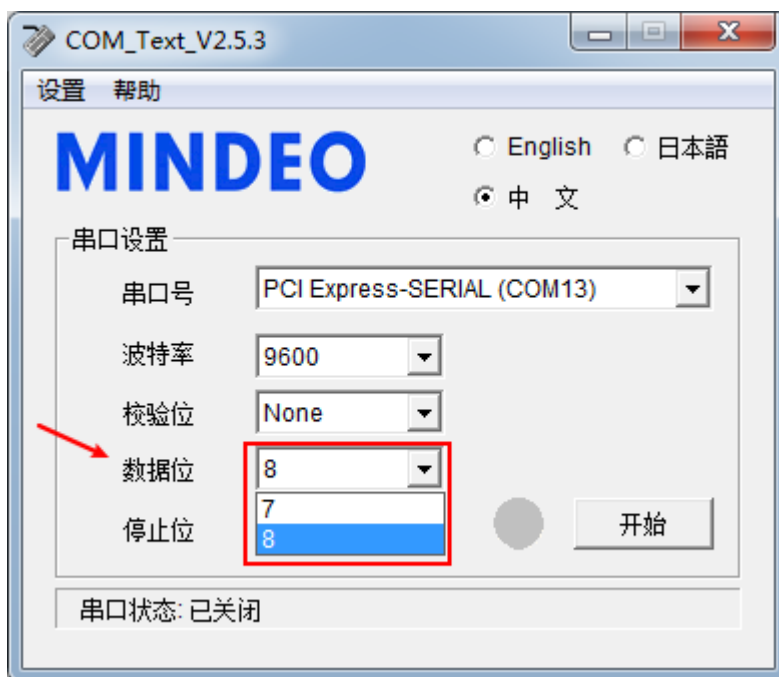 COM_Text_V2.5.3
设置 帮助
MINDEO
English 日本語
中 文
串口设置
串口号 PCI Express-SERIAL (COM13)
波特率 9600
校验位 None
数据位 8
7
停止位 8
开始
串口状态: 已关闭